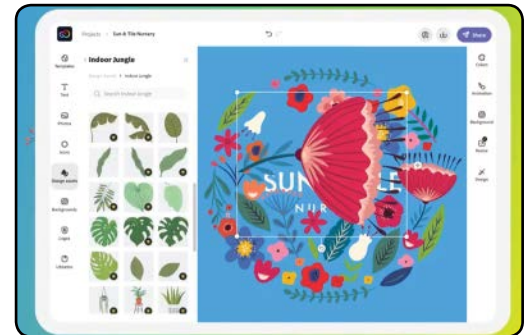 Projects > Sun & Tile Nursery
Share
Templates
Text
Photos
Icons
Design assets
Backgrounds
Logos
Libraries
< Indoor Jungle
Design Assets > Indoor Jungle
Search Indoor Jungle
SUN LE
NUR
Colors
Animation
Background
Resize
Design